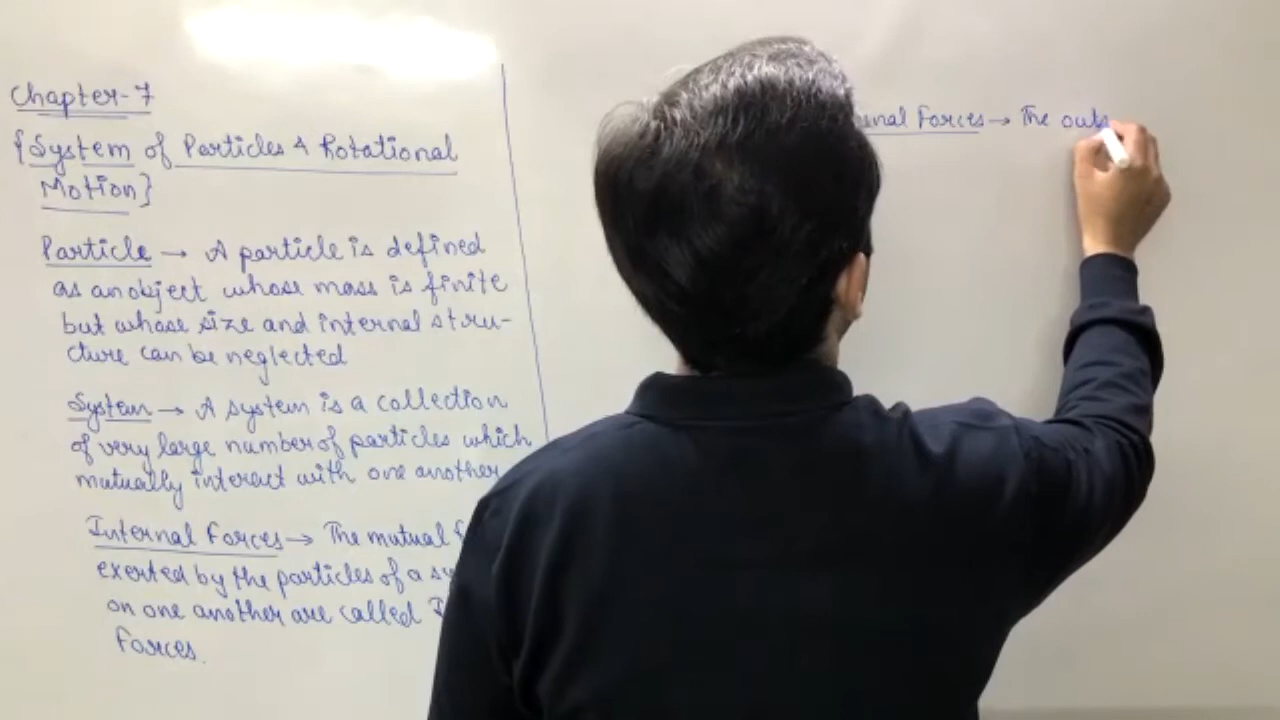 Chapter-7
{System of Particles & Rotational
Motion}
Particle → A particle is defined
as an object whose mass is finite
but whose size and internal stru-
cture can be neglected
System → A system is a collection
of very large number of particles which
mutually interact with one another
Internal Forces → The mutual
exerted by the particles of a
on one another are called
Forces.
Forces → The